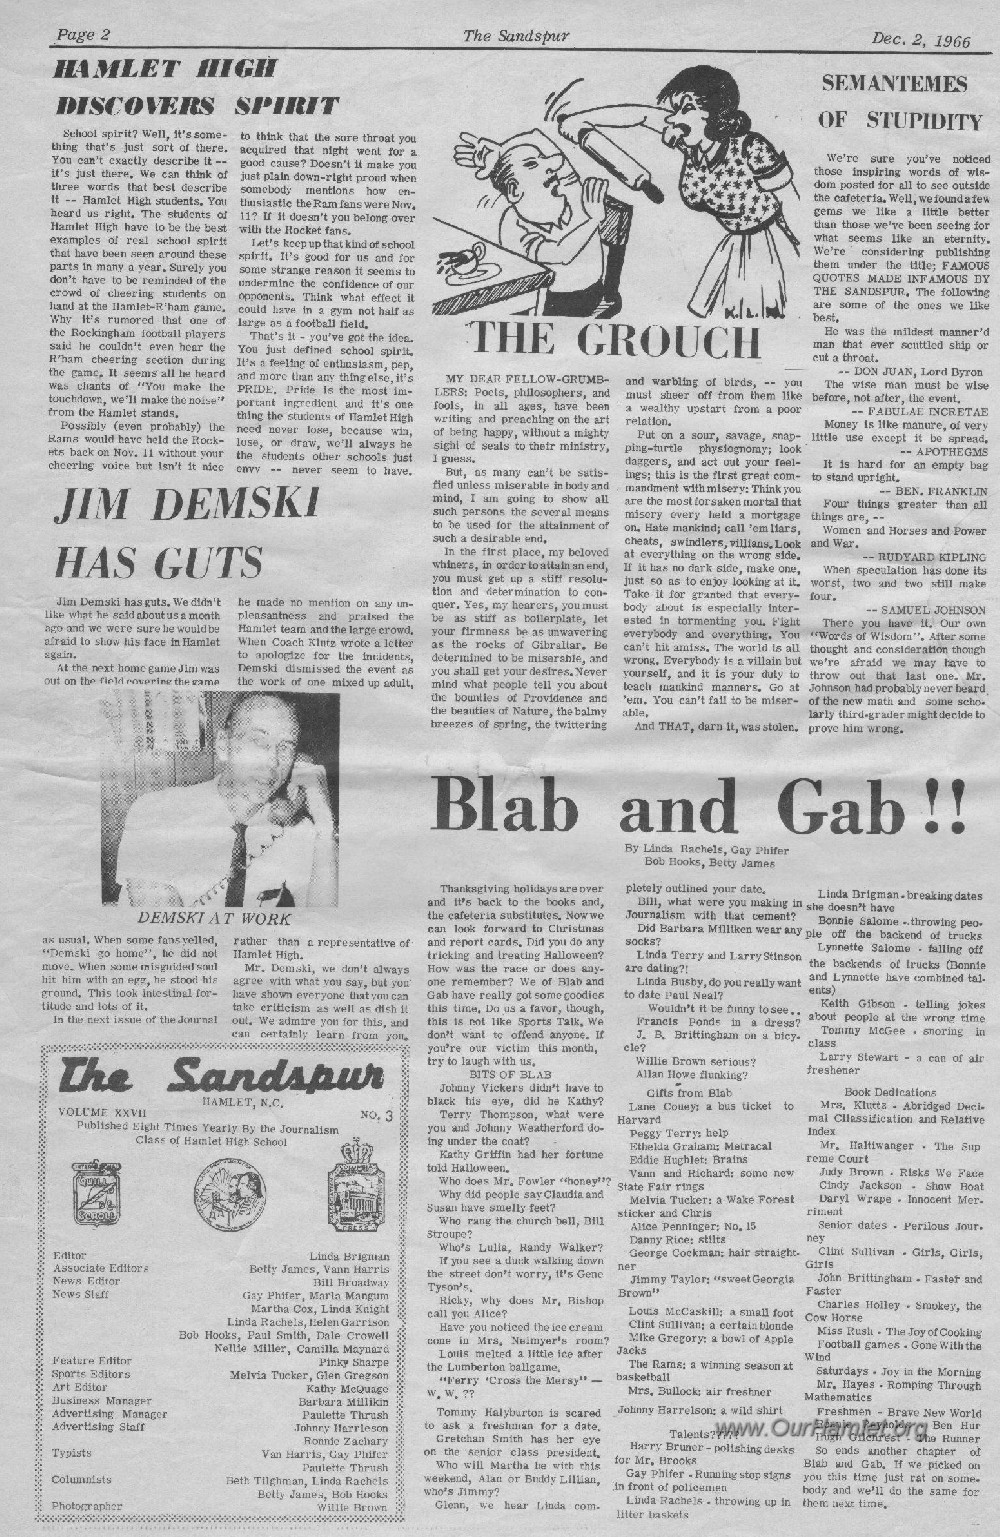 Page 2
The Sandspur
Dec. 2, 1966
HAMLET HIGH
DISCOVERS SPIRIT
School spirit? Well, it's some-
thing that's just sort of there.
You can't exactly describe it --
it's just there. We can think of
three words that best describe
it -- Hamlet High students. You
heard us right. The students of
Hamlet High have to be the best
examples of real school spirit
that have been seen around these
parts in many a year. Surely you
don't have to be reminded of the
crowd of cheering students on
hand at the Hamlet-R'ham game.
Why it's rumored that one of
the Rockingham football players
said he couldn't even hear the
R'ham cheering section during
the game. It seems all he heard
was chants of "You make the
touchdown, we'll make the noise"
from the Hamlet stands.
Possibly (even probably) the
Rams would have held the Rock-
ets back on Nov. 11 without your
cheering voice but isn't it nice
to think that the sore throat you
acquired that night went for a
good cause? Doesn't it make you
just plain down-right proud when
somebody mentions how en-
thusiastic the Ram fans were Nov.
11? If it doesn't you belong over
with the Rocket fans.
Let's keep up that kind of school
spirit. It's good for us and for
some strange reason it seems to
undermine the confidence of our
opponents. Think what effect it
could have in a gym not half as
large as a football field.
That's it - you've got the idea.
You just defined school spirit.
It's a feeling of enthusiasm, pep,
and more than any thing else, it's
PRIDE. Pride is the most im-
portant ingredient and it's one
thing the students of Hamlet High
need never lose, because win,
lose, or draw, we'll always be
the students other schools just
envy -- never seem to have.
JIM DEMSKI
HAS GUTS
Jim Demski has guts. We didn't
like what he said about us a month
ago and we were sure he would be
afraid to show his face in Hamlet
again.
At the next home game Jim was
out on the field covering the game
he made no mention on any un-
pleasantness and praised the
Hamlet team and the large crowd.
When Coach Klutz wrote a letter
to apologize for the incidents,
Demski dismissed the event as
the work of one mixed up adult,
DEMSKI AT WORK
as usual. When some fans yelled,
"Demski go home", he did not
move. When some misguided soul
hit him with an egg, he stood his
ground. This took intestinal for-
titude and lots of it.
In the next issue of the Journal
rather than a representative of
Hamlet High.
Mr. Demski, we don't always
agree with what you say, but you
have shown everyone that you can
take criticism as well as dish it
out. We admire you for this, and
can certainly learn from you.
The Sandspur
HAMLET, N.C.
VOLUME XXVII
NO. 3
Published Eight Times Yearly By the Journalism
Class of Hamlet High School
QUILL
SCROLL
PRESS
Editor Linda Brigman
Associate Editors Betty James, Vann Harris
News Editor Bill Broadway
News Staff Gay Phifer, Maria Mangum
Martha Cox, Linda Knight
Linda Rachels, Helen Garrison
Bob Hooks, Paul Smith, Dale Crowell
Nellie Miller, Camilla Maynard
Feature Editor Pinky Sharpe
Sports Editors Melvia Tucker, Glen Gregson
Art Editor Kathy McQuage
Business Manager Barbara Millikin
Advertising Manager Paulette Thrush
Advertising Staff Johnny Harrleson
Ronnie Zachary
Typists Van Harris, Gay Phifer
Paulette Thrush
Columnists Beth Tilghman, Linda Rachels
Betty James, Bob Hooks
Photographer Willie Brown
K.L.M.
THE GROUCH
MY DEAR FELLOW-GRUMB-
LERS: Poets, philosophers, and
fools, in all ages, have been
writing and preaching on the art
of being happy, without a mighty
sight of seals to their ministry,
I guess.
But, as many can't be satis-
fied unless miserable in body and
mind, I am going to show all
such persons the several means
to be used for the attainment of
such a desirable end.
In the first place, my beloved
whiners, in order to attain an end,
you must get up a stiff resolu-
tion and determination to con-
quer. Yes, my hearers, you must
be as stiff as boilerplate, let
your firmness be as unwavering
as the rocks of Gibraltar. Be
determined to be miserable, and
you shall get your desires. Never
mind what people tell you about
the bounties of Providence and
the beauties of Nature, the balmy
breezes of spring, the twittering
and warbling of birds, -- you
must sheer off from them like
a wealthy upstart from a poor
relation.
Put on a sour, savage, snap-
ping-turtle physiognomy; look
daggers, and act out your feel-
ings; this is the first great com-
mandment with misery: Think you
are the most forsaken mortal that
misery every held a mortgage
on. Hate mankind; call 'em liars,
cheats, swindlers, villians. Look
at everything on the wrong side.
If it has no dark side, make one,
just so as to enjoy looking at it.
Take it for granted that every-
body about is especially inter-
ested in tormenting you. Fight
everybody and everything. You
can't hit amiss. The world is all
wrong. Everybody is a villain but
yourself, and it is your duty to
teach mankind manners. Go at
'em. You can't fail to be miser-
able.
And THAT, darn it, was stolen.
SEMANTEMES
OF STUPIDITY
We're sure you've noticed
those inspiring words of wis-
dom posted for all to see outside
the cafeteria. Well, we found a few
gems we like a little better
than those we've been seeing for
what seems like an eternity.
We're considering publishing
them under the title; FAMOUS
QUOTES MADE INFAMOUS BY
THE SANDSPUR. The following
are some of the ones we like
best.
He was the mildest manner'd
man that ever scuttled ship or
cut a throat.
-- DON JUAN, Lord Byron
The wise man must be wise
before, not after, the event.
-- FABULAE INCRETAE
Money is like manure, of very
little use except it be spread.
-- APOTHEGMS
It is hard for an empty bag
to stand upright.
-- BEN. FRANKLIN
Four things greater than all
things are, --
Women and Horses and Power
and War.
-- RUDYARD KIPLING
When speculation has done its
worst, two and two still make
four.
-- SAMUEL JOHNSON
There you have it. Our own
"Words of Wisdom". After some
thought and consideration though
we're afraid we may have to
throw out that last one. Mr.
Johnson had probably never heard
of the new math and some scho-
larly third-grader might decide to
prove him wrong.
Blab and Gab!!
By Linda Rachels, Gay Phifer
Bob Hooks, Betty James
Thanksgiving holidays are over
and it's back to the books and,
the cafeteria substitutes. Now we
can look forward to Christmas
and report cards. Did you do any
tricking and treating Halloween?
How was the race or does any-
one remember? We of Blab and
Gab have really got some goodies
this time. Do us a favor, though,
this is not like Sports Talk. We
don't want to offend anyone. If
you're our victim this month,
try to laugh with us.
BITS OF BLAB
Johnny Vickers didn't have to
black his eye, did he Kathy?
Terry Thompson, what were
you and Johnny Weatherford do-
ing under the coat?
Kathy Griffin had her fortune
told Halloween.
Who does Mr. Fowler "honey"?
Why did people say Claudia and
Susan have smelly feet?
Who rang the church bell, Bill
Stroupe?
Who's Lulla, Randy Walker?
If you see a duck walking down
the street don't worry, it's Gene
Tyson's.
Ricky, why does Mr. Bishop
call you Alice?
Have you noticed the ice cream
cone in Mrs. Neimyer's room?
Louis melted a little ice after
the Lumberton ballgame.
"Ferry 'Cross the Mersy" --
W. W. ??
Tommy Halyburton is scared
to ask a freshman for a date.
Gretchan Smith has her eye
on the senior class president.
Who will Martha be with this
weekend, Alan or Buddy Lillian,
who's Jimmy?
Glenn, we hear Linda com-
pletely outlined your date.
Bill, what were you making in
Journalism with that cement?
Did Barbara Milliken wear any
socks?
Linda Terry and Larry Stinson
are dating?!
Linda Busby, do you really want
to date Paul Neal?
Wouldn't it be funny to see..
Francis Ponds in a dress?
J. B. Brittingham on a bicy-
cle?
Willie Brown serious?
Allan Howe flunking?
Gifts from Blab
Lane Couey; a bus ticket to
Harvard
Peggy Terry; help
Ethelda Graham; Metracal
Eddie Hughlet; Brains
Vann and Richard; some new
State Fair rings
Melvia Tucker; a Wake Forest
sticker and Chris
Alice Penninger; No. 15
Danny Rice; stilts
George Cockman; hair straight-
ner
Jimmy Taylor; "sweet Georgia
Brown"
Louis McCaskill; a small foot
Clint Sullivan; a certain blonde
Mike Gregory; a bowl of Apple
Jacks
The Rams; a winning season at
basketball
Mrs. Bullock; air freshner
Johnny Harrelson; a wild shirt
Talents????
Harry Bruner - polishing desks
for Mr. Brooks
Gay Phifer - Running stop signs
in front of policemen
Linda Rachels - throwing up in
litter baskets
Linda Brigman - breaking dates
she doesn't have
Bonnie Salome - throwing peo-
ple off the backend of trucks
Lynnette Salome - falling off
the backends of trucks (Bonnie
and Lynnette have combined tal-
ents)
Keith Gibson - telling jokes
about people at the wrong time
Tommy McGee - snoring in
class
Larry Stewart - a can of air
freshener
Book Dedications
Mrs. Kluttz - Abridged Deci-
mal Cllassification and Relative
Index
Mr. Haltiwanger - The Sup
reme Court
Judy Brown - Risks We Face
Cindy Jackson - Show Boat
Daryl Wrape - Innocent Mer-
riment
Senior dates - Perilous Jour-
ney
Clint Sullivan - Girls, Girls,
Girls
John Brittingham - Faster and
Faster
Charles Holley - Smokey, the
Cow Horse
Miss Rush - The Joy of Cooking
Football games - Gone With the
Wind
Saturdays - Joy in the Morning
Mr. Hayes - Romping Through
Mathematics
Freshmen - Brave New World
- Ben Hur
Hugh Gilchrest - The Runner
So ends another chapter of
Blab and Gab. If we picked on
you this time just rat on some-
body and we'll do the same for
them next time.
www.OurHamlet.org